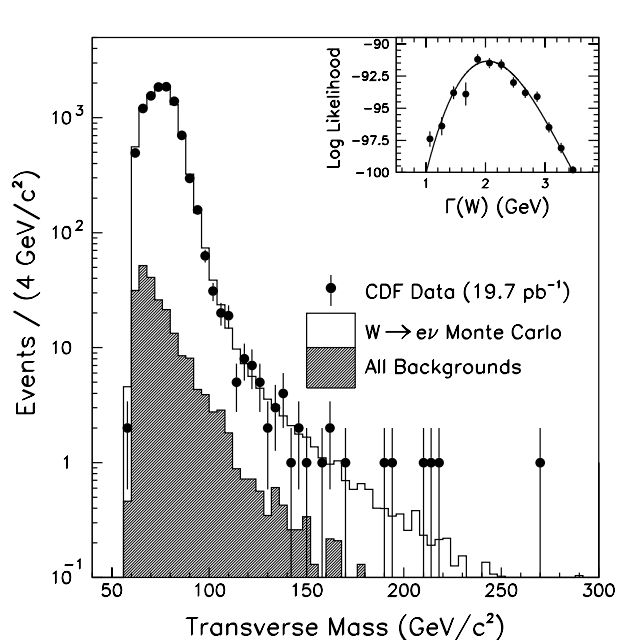 -90
-92.5
-95
-97.5
-100
Log Likelihood
1 2 3
Γ(W) (GeV)
10³
10²
10
1
10⁻¹
Events / (4 GeV/c²)
CDF Data (19.7 pb⁻¹)
W → eν Monte Carlo
All Backgrounds
50 100 150 200 250 300
Transverse Mass (GeV/c²)